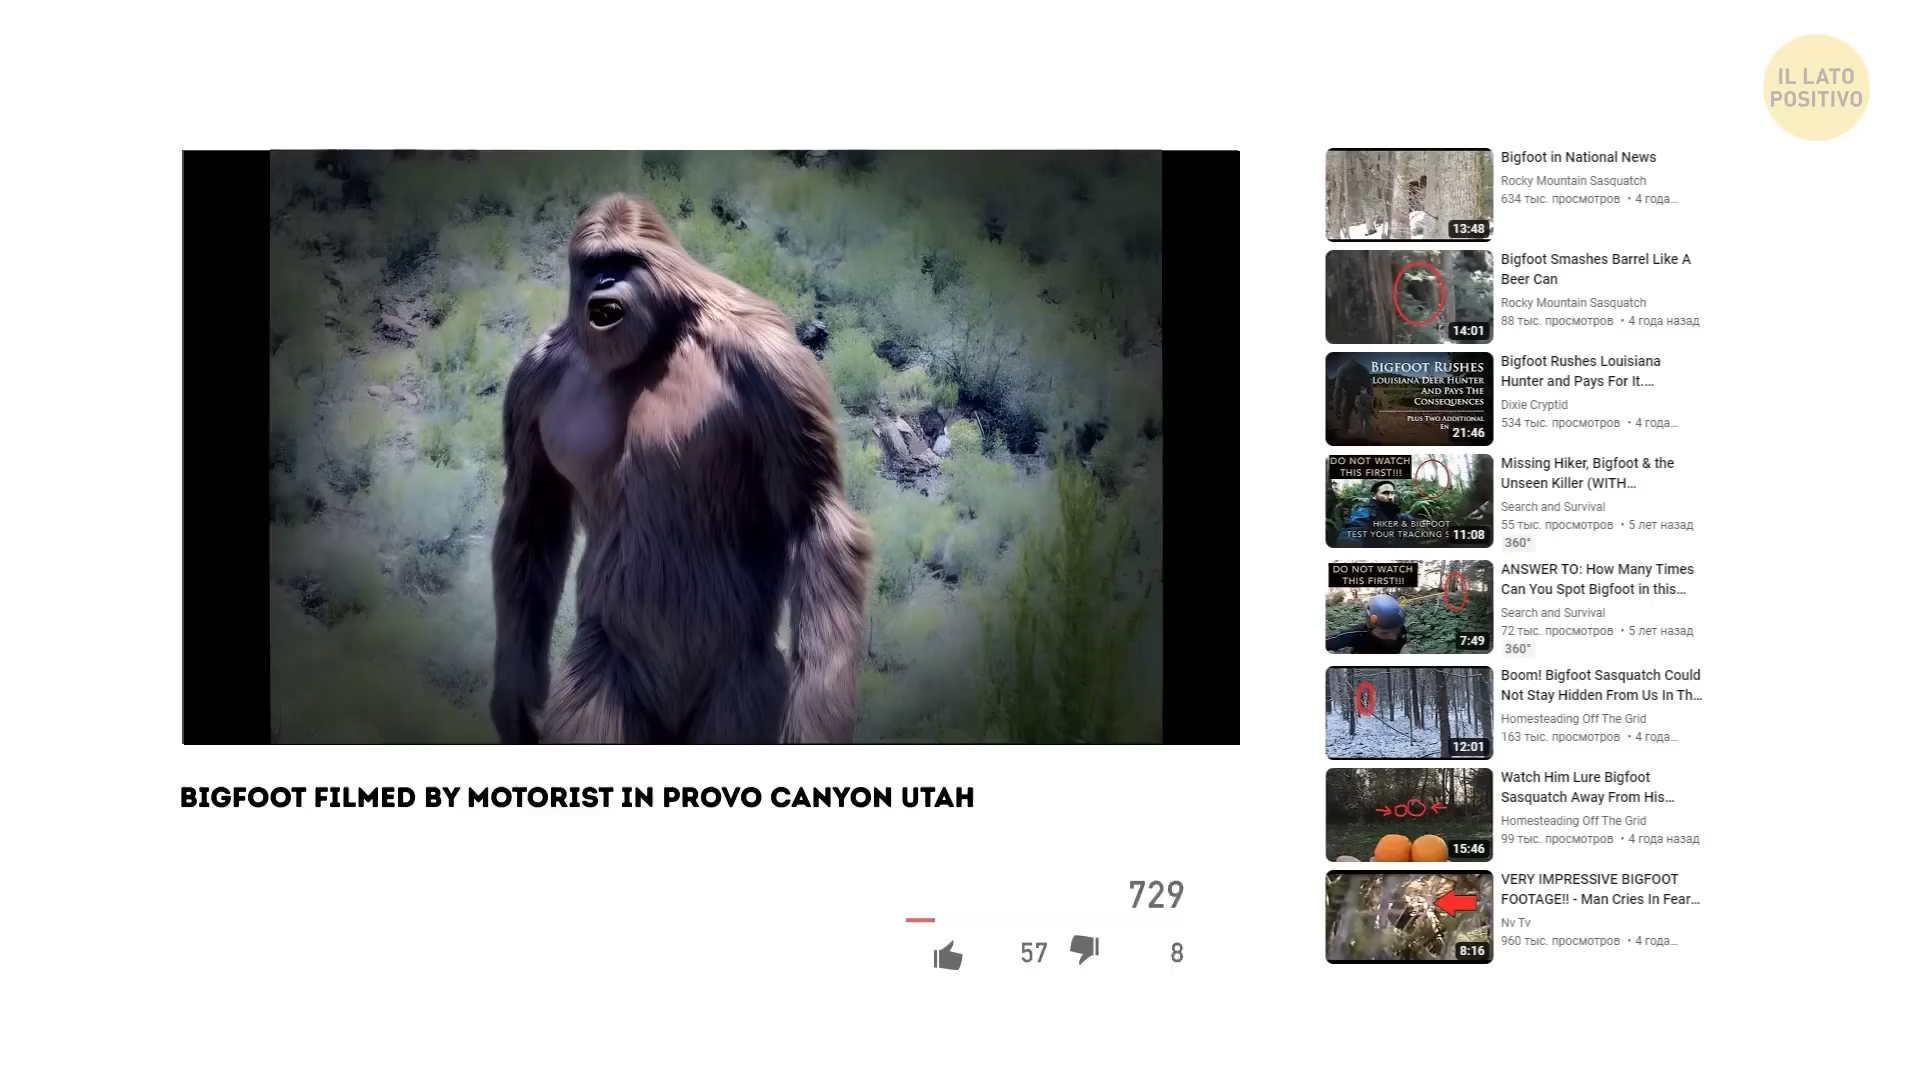 IL LATO
POSITIVO
BIGFOOT FILMED BY MOTORIST IN PROVO CANYON UTAH
729
57
8
13:48
Bigfoot in National News
Rocky Mountain Sasquatch
634 тыс. просмотров • 4 года...
14:01
Bigfoot Smashes Barrel Like A
Beer Can
Rocky Mountain Sasquatch
88 тыс. просмотров • 4 года назад
BIGFOOT RUSHES
LOUISIANA DEER HUNTER
AND PAYS THE
CONSEQUENCES
PLUS TWO ADDITIONAL
EN
21:46
Bigfoot Rushes Louisiana
Hunter and Pays For It....
Dixie Cryptid
534 тыс. просмотров • 4 года...
DO NOT WATCH
THIS FIRST!!!
HIKER & BIGFOOT
TEST YOUR TRACKING S
11:08
Missing Hiker, Bigfoot & the
Unseen Killer (WITH...
Search and Survival
55 тыс. просмотров • 5 лет назад
360°
DO NOT WATCH
THIS FIRST!!!
7:49
ANSWER TO: How Many Times
Can You Spot Bigfoot in this...
Search and Survival
72 тыс. просмотров • 5 лет назад
360°
12:01
Boom! Bigfoot Sasquatch Could
Not Stay Hidden From Us In Th...
Homesteading Off The Grid
163 тыс. просмотров • 4 года...
15:46
Watch Him Lure Bigfoot
Sasquatch Away From His...
Homesteading Off The Grid
99 тыс. просмотров • 4 года назад
8:16
VERY IMPRESSIVE BIGFOOT
FOOTAGE!! - Man Cries In Fear...
Nv Tv
960 тыс. просмотров • 4 года...